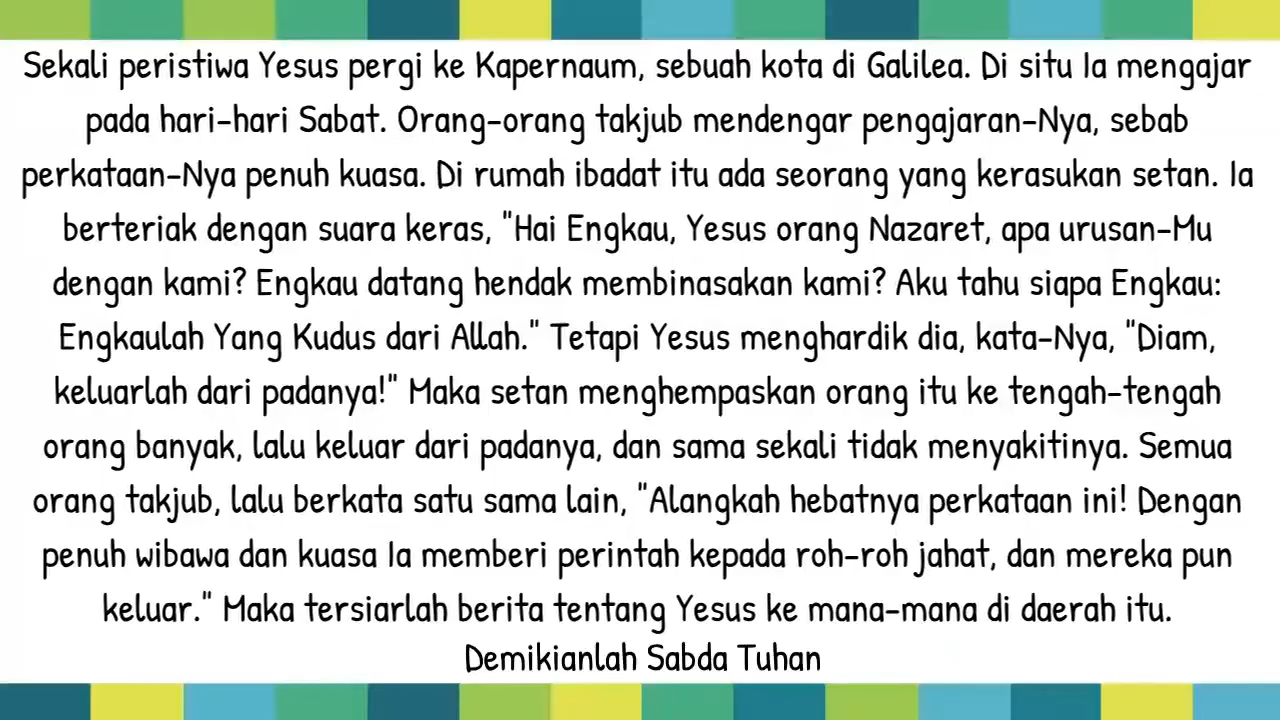 Sekali peristiwa Yesus pergi ke Kapernaum, sebuah kota di Galilea. Di situ Ia mengajar
pada hari-hari Sabat. Orang-orang takjub mendengar pengajaran-Nya, sebab
perkataan-Nya penuh kuasa. Di rumah ibadat itu ada seorang yang kerasukan setan. Ia
berteriak dengan suara keras, "Hai Engkau, Yesus orang Nazaret, apa urusan-Mu
dengan kami? Engkau datang hendak membinasakan kami? Aku tahu siapa Engkau:
Engkaulah Yang Kudus dari Allah." Tetapi Yesus menghardik dia, kata-Nya, "Diam,
keluarlah dari padanya!" Maka setan menghempaskan orang itu ke tengah-tengah
orang banyak, lalu keluar dari padanya, dan sama sekali tidak menyakitinya. Semua
orang takjub, lalu berkata satu sama lain, "Alangkah hebatnya perkataan ini! Dengan
penuh wibawa dan kuasa Ia memberi perintah kepada roh-roh jahat, dan mereka pun
keluar." Maka tersiarlah berita tentang Yesus ke mana-mana di daerah itu.
Demikianlah Sabda Tuhan